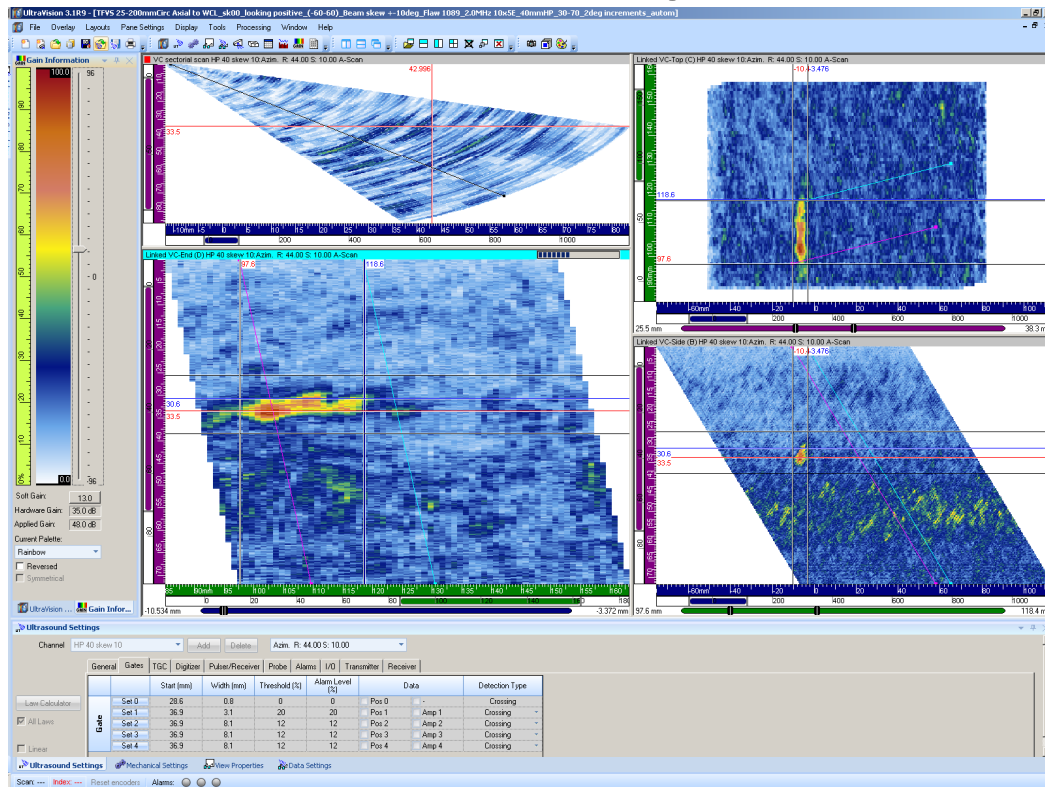 UltraVision 3.1R9 - [TFVS 25-200mmCirc Axial to WCL_sk00_looking positive_(-60-60)_Beam skew +-10deg_Flaw 1089_2.0MHz 10x5E_40mmHP_30-70_2deg increments_autom]
File Overlay Layouts Pane Settings Display Tools Processing Window Help
Gain Information
100.0
96
- 0
0.0
-96
Soft Gain: 13.0
Hardware Gain: 35.0 dB
Applied Gain: 48.0 dB
Current Palette:
Rainbow
Reversed
Symmetrical
UltraVision ... Gain Infor...
VC sectorial scan HP 40 skew 10:Azim. R: 44.00 S: 10.00 A-Scan
42.996
33.5
200 400 600 800 1000
Linked VC-End (D) HP 40 skew 10:Azim. R: 44.00 S: 10.00 A-Scan
97.6 118.6
30.6
33.5
-10.534 mm -3.372 mm
Linked VC-Top (C) HP 40 skew 10:Azim. R: 44.00 S: 10.00 A-Scan
-3.476
118.6
97.6
25.5 mm
Linked VC-Side (B) HP 40 skew 10:Azim. R: 44.00 S: 10.00 A-Scan
-3.476
30.6
33.5
97.6 mm
Ultrasound Settings
Channel HP 40 skew 10 Add Delete Azim. R: 44.00 S: 10.00
General Gates TGC Digitizer Pulser/Receiver Probe Alarms I/O Transmitter Receiver
Start (mm) Width (mm) Threshold (%) Alarm Level (%) Data Detection Type
Law Calculator
All Laws
Linear
Gate
Set 0 28.6 0.8 0 0 Pos 0 - Crossing
Set 1 36.9 3.1 20 20 Pos 1 Amp 1 Crossing
Set 2 36.9 8.1 12 12 Pos 2 Amp 2 Crossing
Set 3 36.9 8.1 12 12 Pos 3 Amp 3 Crossing
Set 4 36.9 8.1 12 12 Pos 4 Amp 4 Crossing
Ultrasound Settings Mechanical Settings View Properties Data Settings
Scan: --- Index: --- Reset encoders Alarms: